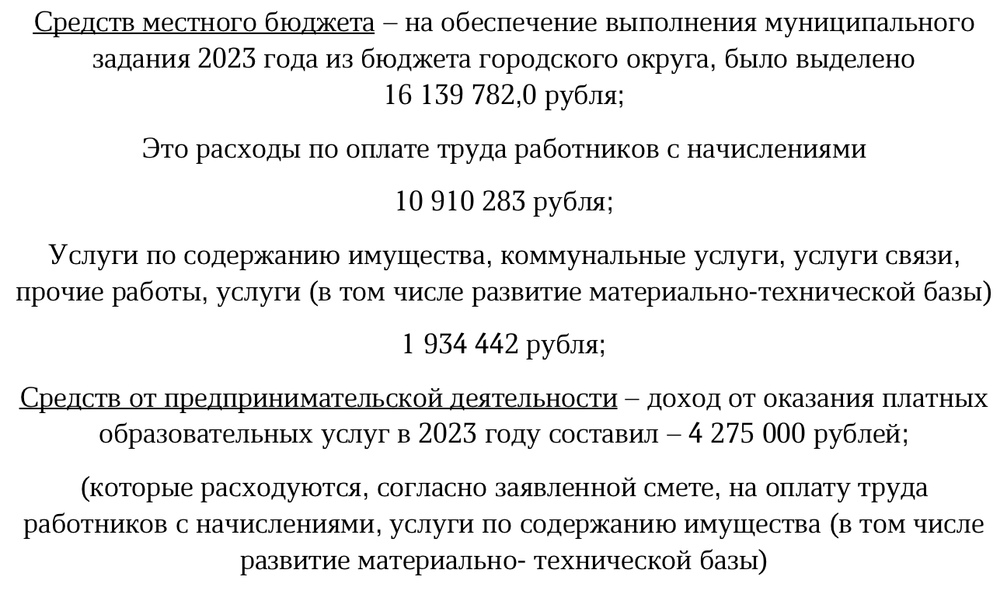 Средств местного бюджета – на обеспечение выполнения муниципального
задания 2023 года из бюджета городского округа, было выделено
16 139 782,0 рубля;
Это расходы по оплате труда работников с начислениями
10 910 283 рубля;
Услуги по содержанию имущества, коммунальные услуги, услуги связи,
прочие работы, услуги (в том числе развитие материально-технической базы)
1 934 442 рубля;
Средств от предпринимательской деятельности – доход от оказания платных
образовательных услуг в 2023 году составил – 4 275 000 рублей;
(которые расходуются, согласно заявленной смете, на оплату труда
работников с начислениями, услуги по содержанию имущества (в том числе
развитие материально- технической базы)